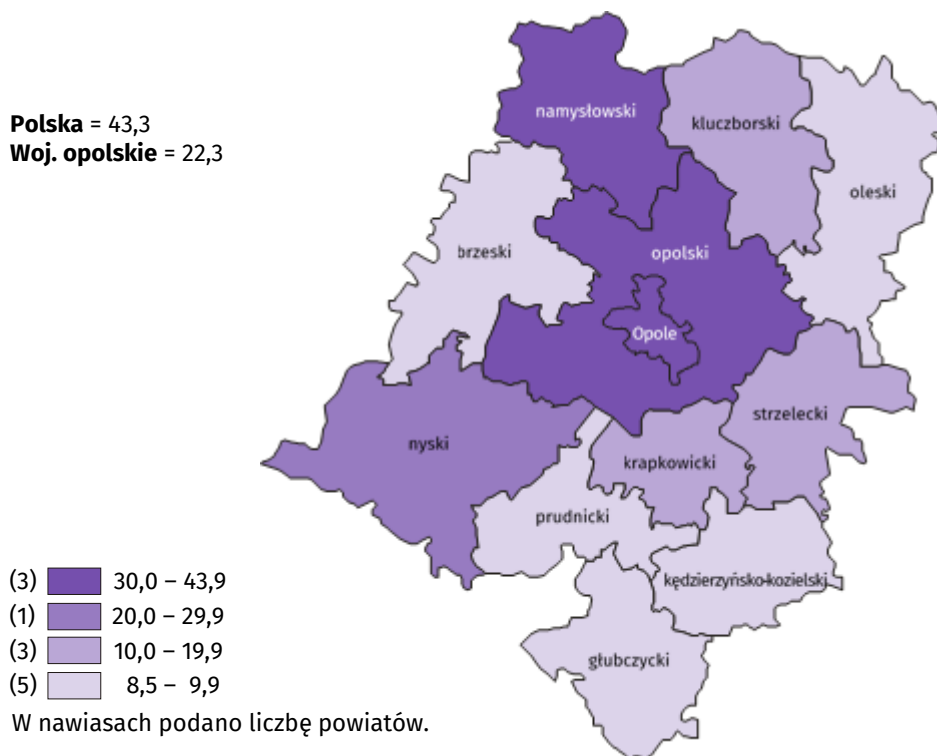 Polska = 43,3
Woj. opolskie = 22,3
namysłowski
kluczborski
oleski
brzeski
opolski
Opole
strzelecki
nyski
krapkowicki
prudnicki
kędzierzyńsko-kozielski
głubczycki
(3) 30,0 – 43,9
(1) 20,0 – 29,9
(3) 10,0 – 19,9
(5) 8,5 – 9,9
W nawiasach podano liczbę powiatów.